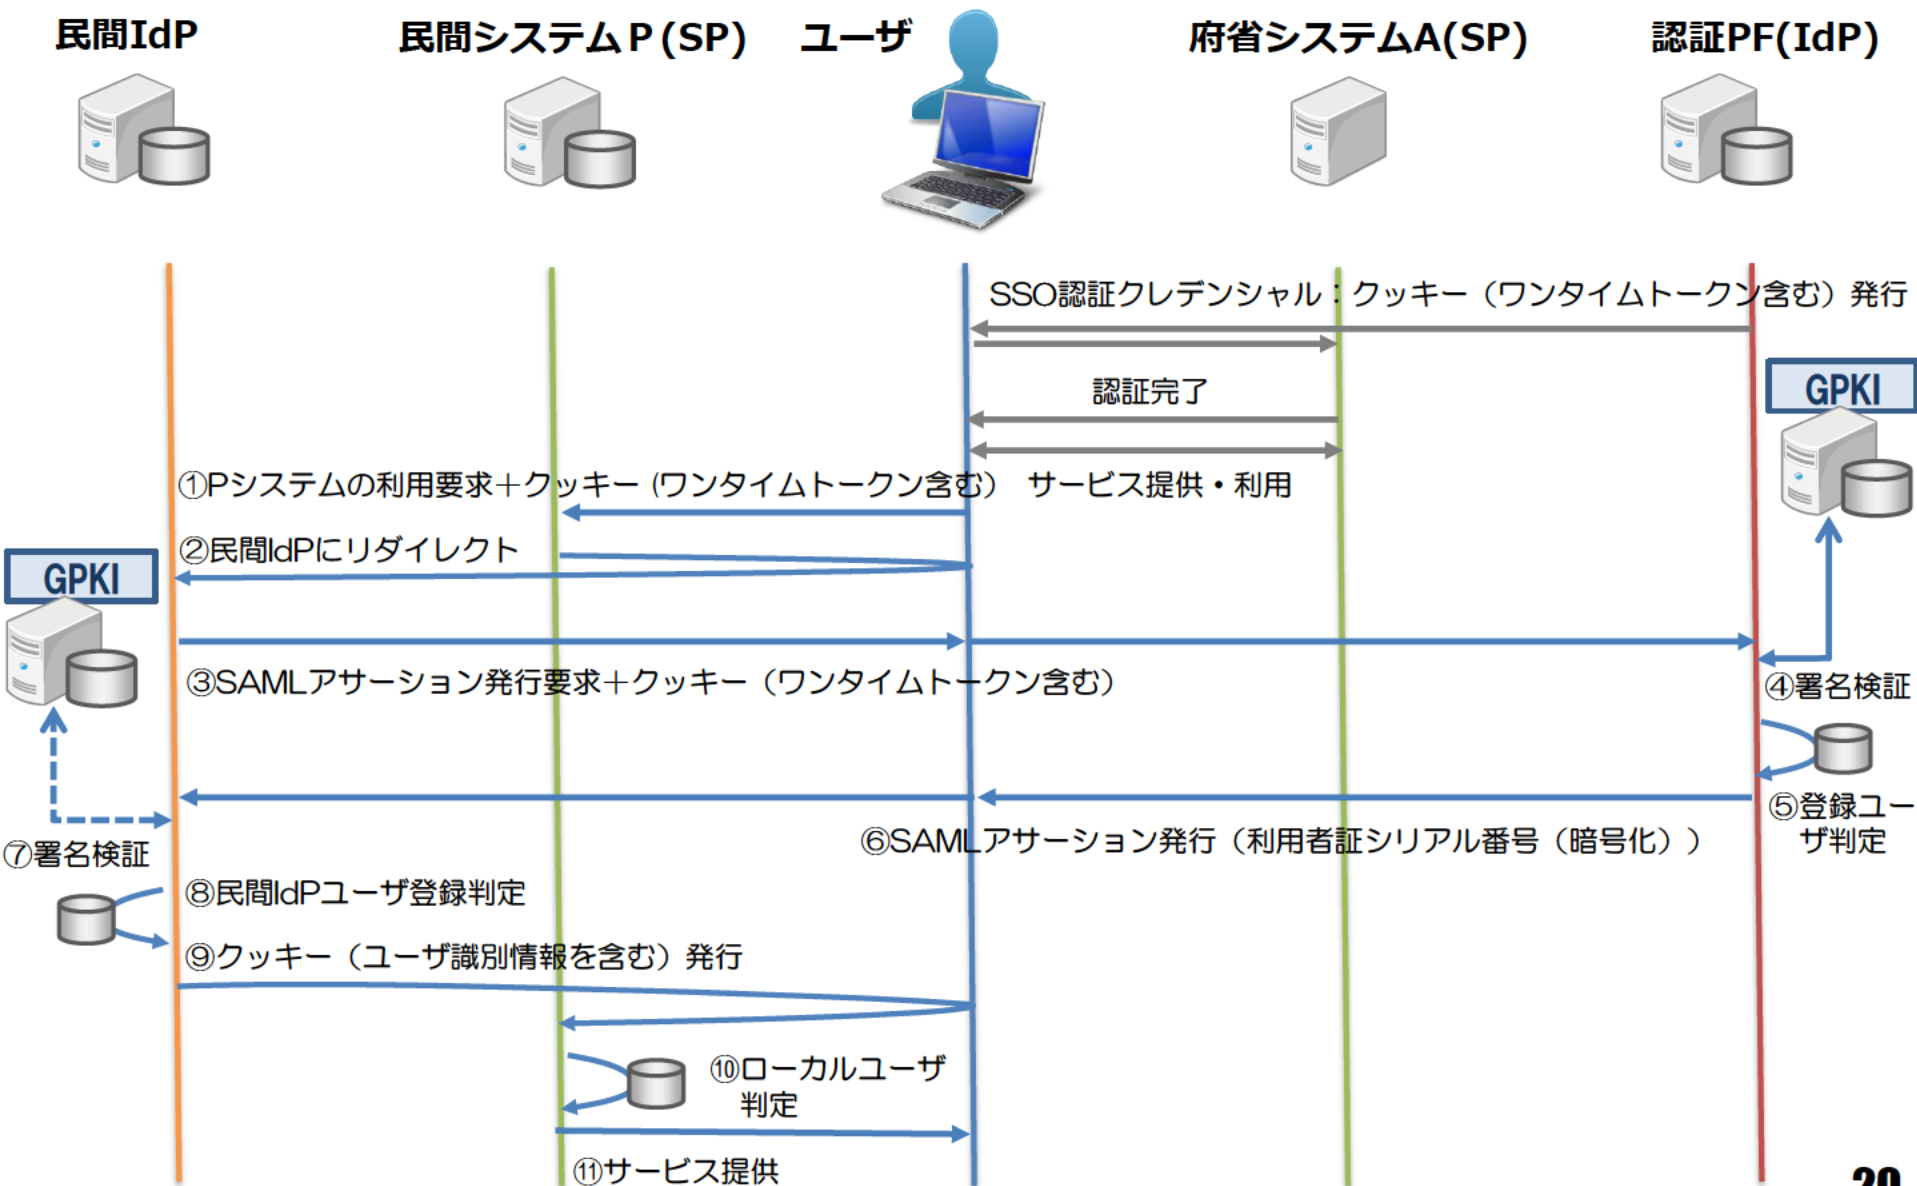 民間IdP
民間システムP(SP)
ユーザ
府省システムA(SP)
認証PF(IdP)
SSO認証クレデンシャル：クッキー（ワンタイムトークン含む）発行
GPKI
認証完了
①Pシステムの利用要求＋クッキー（ワンタイムトークン含む）
サービス提供・利用
②民間IdPにリダイレクト
GPKI
③SAMLアサーション発行要求＋クッキー（ワンタイムトークン含む）
④署名検証
⑤登録ユー
ザ判定
⑥SAMLアサーション発行（利用者証シリアル番号（暗号化））
⑦署名検証
⑧民間IdPユーザ登録判定
⑨クッキー（ユーザ識別情報を含む）発行
⑩ローカルユーザ
判定
⑪サービス提供